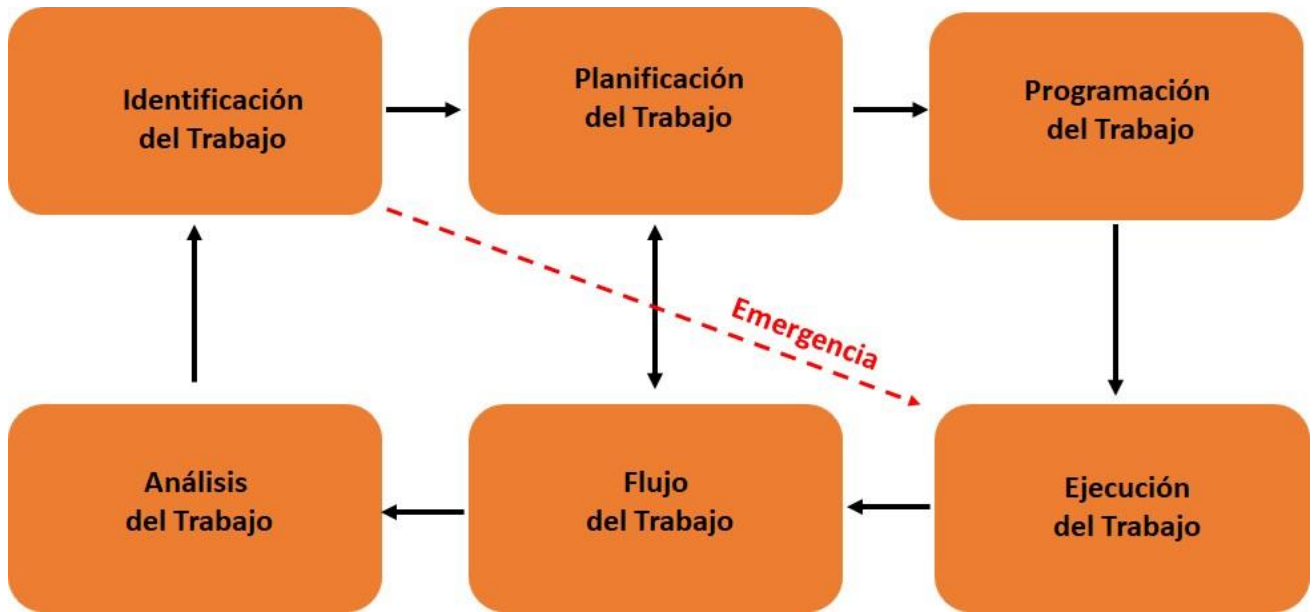 Identificación
del Trabajo
Planificación
del Trabajo
Programación
del Trabajo
Emergencia
Análisis
del Trabajo
Flujo
del Trabajo
Ejecución
del Trabajo